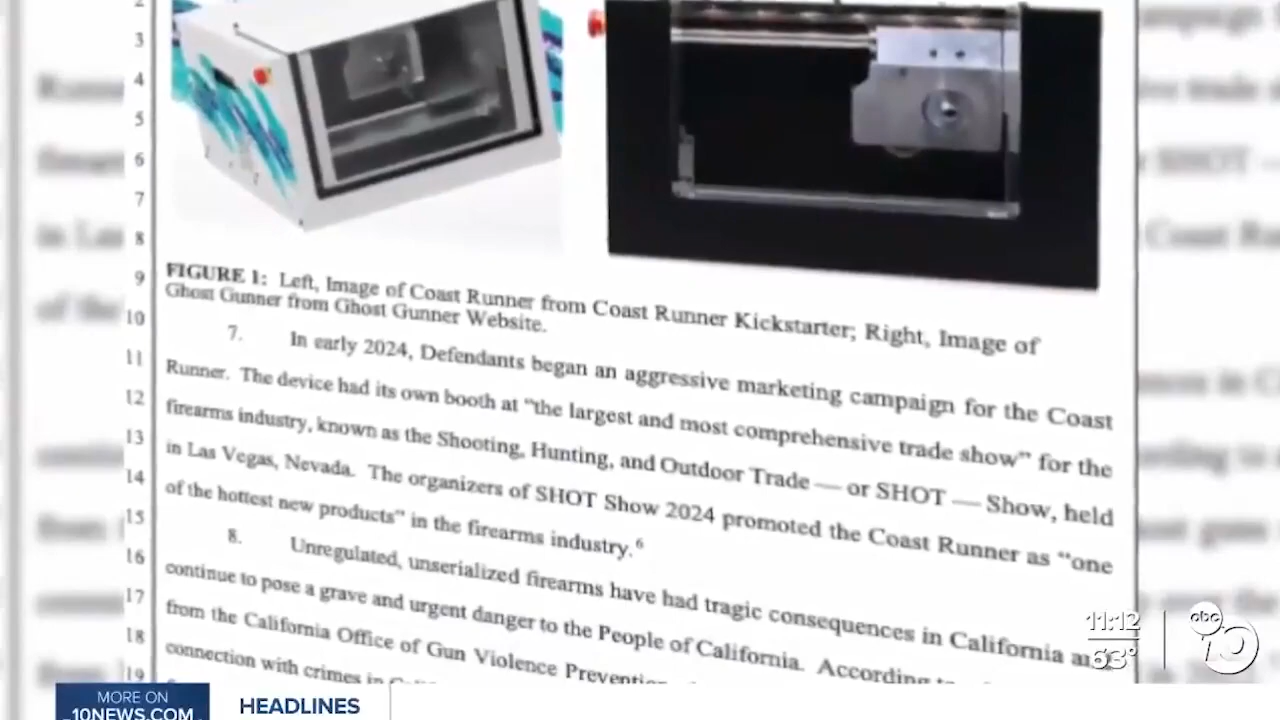 3
4
5
6
7
8
9 FIGURE 1: Left, Image of Coast Runner from Coast Runner Kickstarter; Right, Image of
Ghost Gunner from Ghost Gunner Website.
10 7. In early 2024, Defendants began an aggressive marketing campaign for the Coast
11 Runner. The device had its own booth at "the largest and most comprehensive trade show" for the
12 firearms industry, known as the Shooting, Hunting, and Outdoor Trade — or SHOT — Show, held
13 in Las Vegas, Nevada. The organizers of SHOT Show 2024 promoted the Coast Runner as "one
14 of the hottest new products" in the firearms industry.6
15 8. Unregulated, unserialized firearms have had tragic consequences in California and
16 continue to pose a grave and urgent danger to the People of California. According to
17 from the California Office of Gun Violence Prevention
18 connection with crimes in
19
11:12
63°
abc 10
MORE ON
10NEWS.COM
HEADLINES